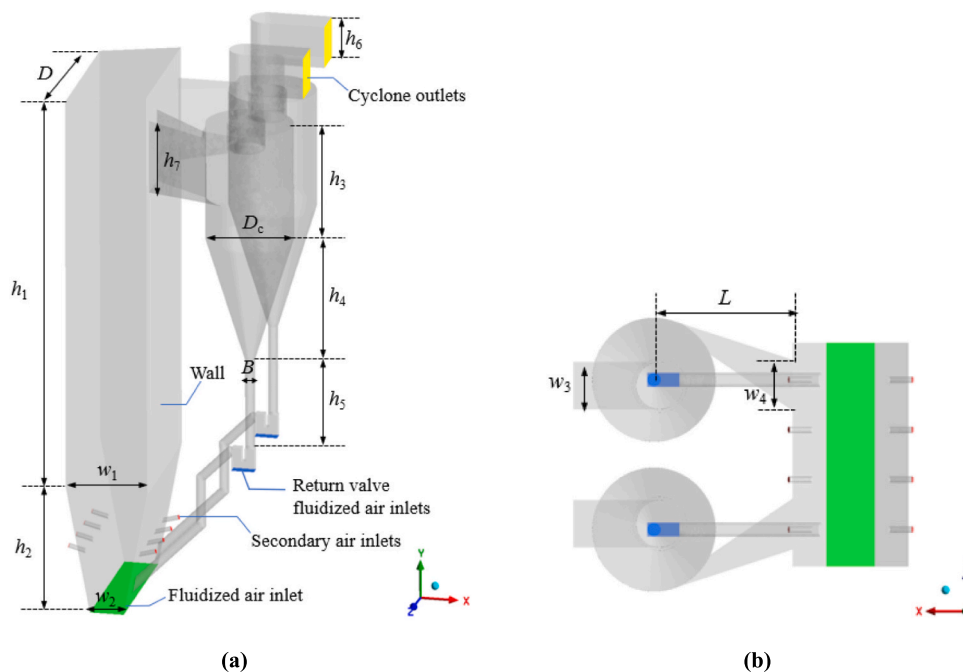 h6
D
Cyclone outlets
h7
h3
Dc
h1
h4
L
B
Wall
w3
w4
h5
w1
Return valve
fluidized air inlets
h2
Secondary air inlets
Y
w2
Fluidized air inlet
X
Z
X
(a)
(b)